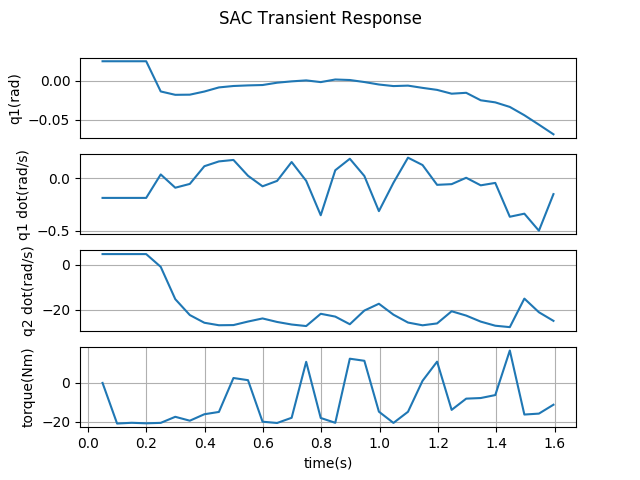 SAC Transient Response
q1(rad)
0.00
−0.05
q1 dot(rad/s)
0.0
−0.5
q2 dot(rad/s)
0
−20
torque(Nm)
0
−20
0.0 0.2 0.4 0.6 0.8 1.0 1.2 1.4 1.6
time(s)